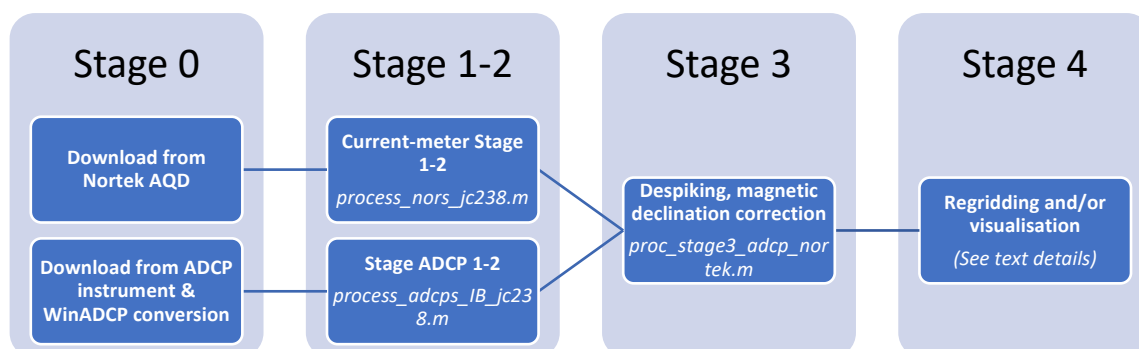 Stage 0
Download from
Nortek AQD
Download from ADCP
instrument &
WinADCP conversion
Stage 1-2
Current-meter Stage
1-2
process_nors_jc238.m
Stage ADCP 1-2
process_adcps_IB_jc23
8.m
Stage 3
Despiking, magnetic
declination correction
proc_stage3_adcp_nor
tek.m
Stage 4
Regridding and/or
visualisation
(See text details)